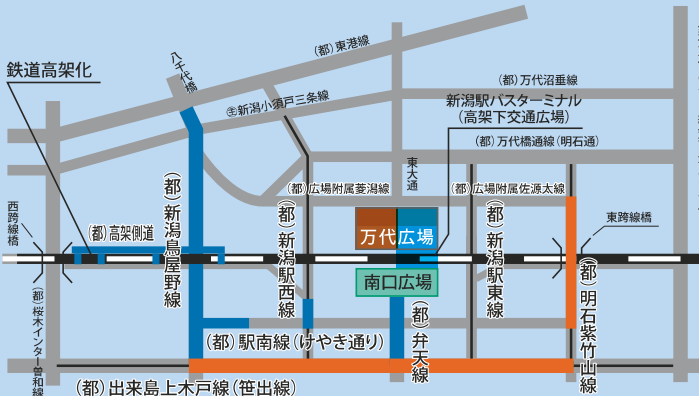 (都)東港線
八千代橋
鉄道高架化
(都)万代沼垂線
新潟駅バスターミナル
(高架下交通広場)
㊤新潟小須戸三条線
(都)万代橋通線(明石通)
東大通
(都)新潟鳥屋野線
(都)広場附属菱潟線
(都)広場附属佐源太線
西跨線橋
(都)高架側道
(都)新潟駅西線
万代広場
(都)新潟駅東線
東跨線橋
南口広場
(都)明石紫竹山線
(都)桜木インター曽和線
(都)駅南線(けやき通り)
(都)弁天線
(都)出来島上木戸線(笹出線)